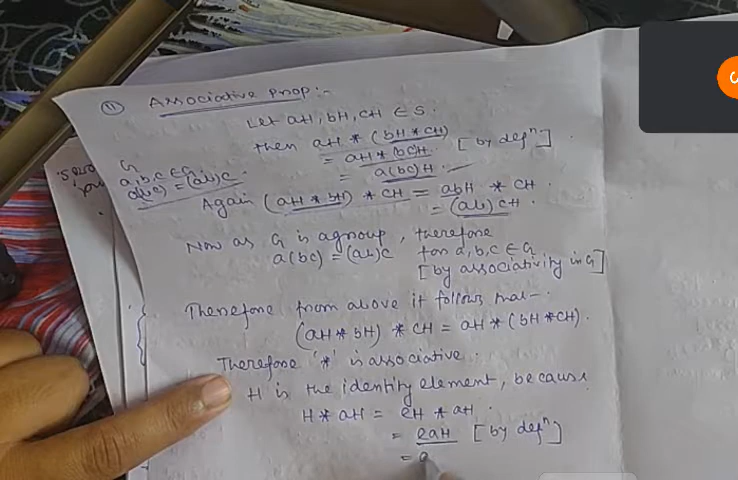 (11) Associative prop:-
Let aH, bH, cH ∈ S.
Then aH * (bH * cH)
= aH * bcH. [by defⁿ]
= a(bc)H
G
a, b, c ∈ G
a(bc) = (ab)c
Again (aH * bH) * cH = abH * cH
= (ab)cH.
Now as G is a group, therefore
a(bc) = (ab)c for a, b, c ∈ G
[by associativity in G]
Therefore from above it follows that -
(aH * bH) * cH = aH * (bH * cH).
Therefore '*' is associative.
H is the identity element, because
H * aH = eH * aH.
= eaH [by defⁿ]
= a